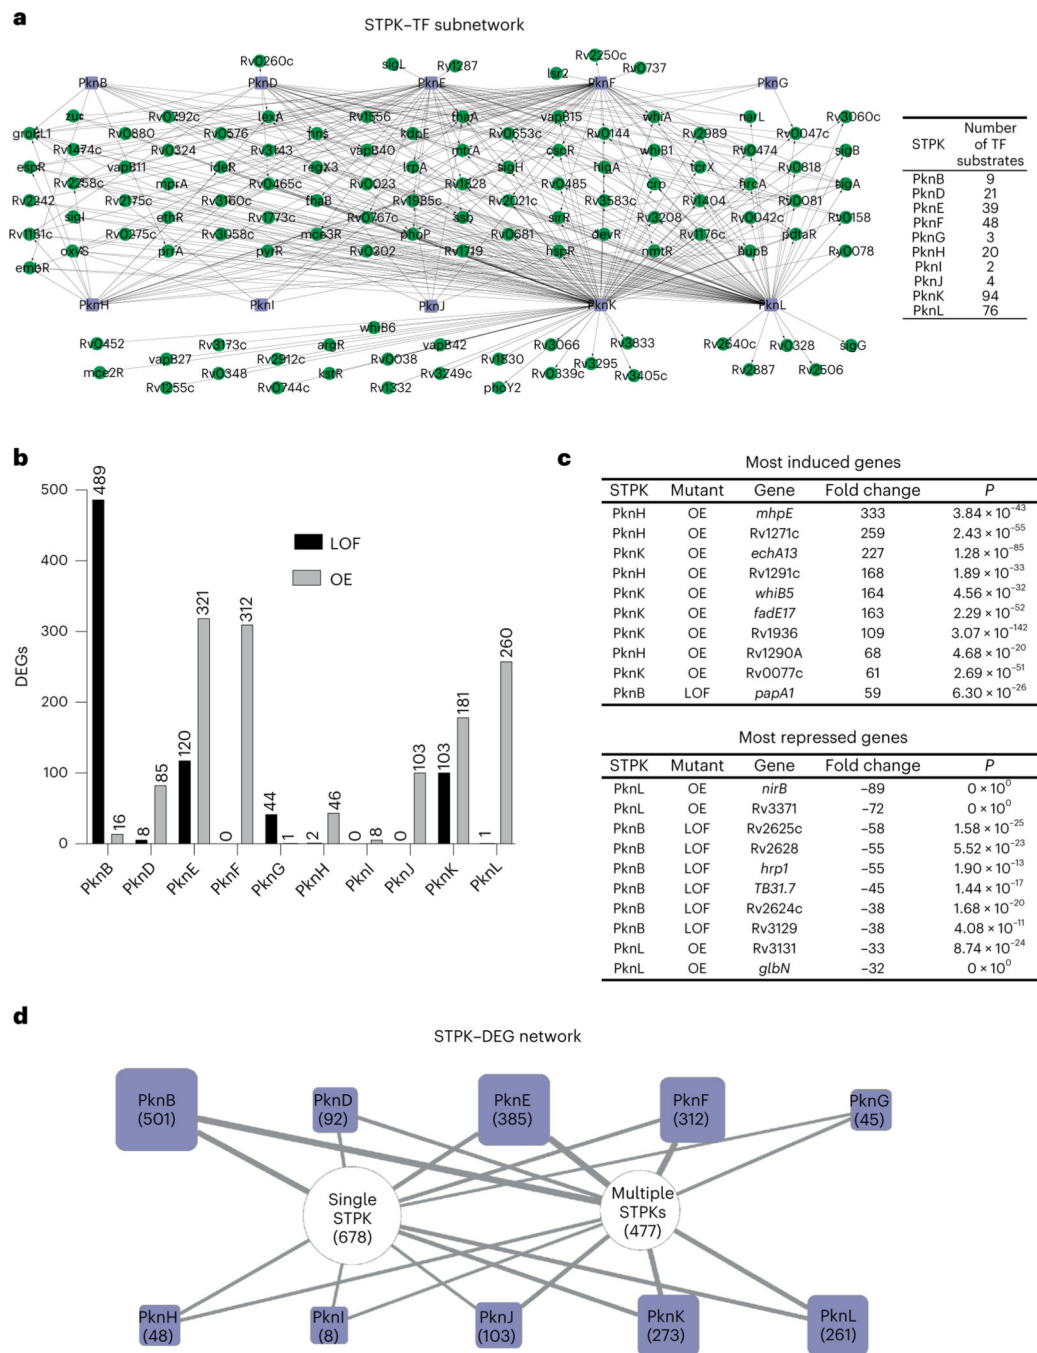 a
STPK–TF subnetwork
Rv0260c
sigL
Rv1287
Rv2250c
lsr2
Rv0737
PknB
PknD
PknE
PknF
PknG
zur
Rv0792c
lexA
Rv1556
fhaA
vapB15
whiA
narL
Rv3060c
groEL1
Rv0880
Rv0576
hns
kdpE
Rv0653c
Rv0144
Rv2989
Rv0047c
Rv1474c
Rv0324
Rv3143
vapB40
mtrA
cspR
whiB1
Rv0474
sigB
espR
vapB11
ideR
regX3
lrpA
sigH
higA
tcrX
Rv0818
Rv2258c
mprA
Rv0465c
Rv0023
Rv1828
Rv0485
crp
furA
sigA
Rv2242
Rv2175c
Rv3160c
fhaB
Rv1985c
Rv2021c
Rv3583c
Rv1404
Rv0081
sigI
ethR
Rv1773c
Rv0767c
ssb
sirR
Rv3208
Rv0042c
Rv0158
Rv1151c
Rv0275c
Rv3058c
mce3R
phoP
Rv0681
devR
Rv1176c
pdtaR
oxyS
prrA
pyrR
Rv0302
Rv1719
hspR
nmtR
hupB
Rv0078
embR
PknH
PknI
PknJ
PknK
PknL
whiB6
Rv0452
Rv3173c
argR
vapB42
Rv3066
Rv3833
Rv2640c
Rv0328
sigG
vapB27
Rv2912c
Rv0038
Rv1830
Rv3295
mce2R
Rv0348
kstR
Rv3249c
Rv0339c
Rv3405c
Rv2887
Rv2506
Rv1255c
Rv0744c
Rv1332
phoY2
STPK Number of TF substrates
PknB 9
PknD 21
PknE 39
PknF 48
PknG 3
PknH 20
PknI 2
PknJ 4
PknK 94
PknL 76
b
DEGs
500
400
300
200
100
0
LOF
OE
489
16
8
85
120
321
0
312
44
1
2
46
0
8
0
103
103
181
1
260
PknB
PknD
PknE
PknF
PknG
PknH
PknI
PknJ
PknK
PknL
c
Most induced genes
STPK Mutant Gene Fold change P
PknH OE mhpE 333 3.84 × 10⁻⁴³
PknH OE Rv1271c 259 2.43 × 10⁻⁵⁵
PknK OE echA13 227 1.28 × 10⁻⁸⁵
PknH OE Rv1291c 168 1.89 × 10⁻³³
PknK OE whiB5 164 4.56 × 10⁻³²
PknK OE fadE17 163 2.29 × 10⁻⁵²
PknK OE Rv1936 109 3.07 × 10⁻¹⁴²
PknH OE Rv1290A 68 4.68 × 10⁻²⁰
PknK OE Rv0077c 61 2.69 × 10⁻⁵¹
PknB LOF papA1 59 6.30 × 10⁻²⁶
Most repressed genes
STPK Mutant Gene Fold change P
PknL OE nirB –89 0 × 10⁰
PknL OE Rv3371 –72 0 × 10⁰
PknB LOF Rv2625c –58 1.58 × 10⁻²⁵
PknB LOF Rv2628 –55 5.52 × 10⁻²³
PknB LOF hrp1 –55 1.90 × 10⁻¹³
PknB LOF TB31.7 –45 1.44 × 10⁻¹⁷
PknB LOF Rv2624c –38 1.68 × 10⁻²⁰
PknB LOF Rv3129 –38 4.08 × 10⁻¹¹
PknL OE Rv3131 –33 8.74 × 10⁻²⁴
PknL OE glbN –32 0 × 10⁰
d
STPK–DEG network
PknB
(501)
PknD
(92)
PknE
(385)
PknF
(312)
PknG
(45)
Single
STPK
(678)
Multiple
STPKs
(477)
PknH
(48)
PknI
(8)
PknJ
(103)
PknK
(273)
PknL
(261)